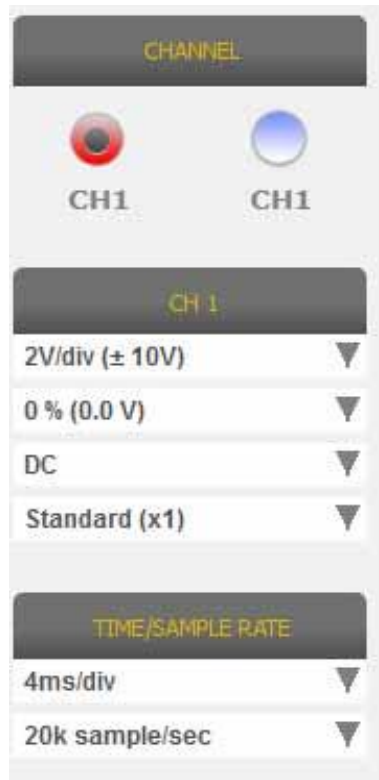 CHANNEL
CH1 CH1
CH 1
2V/div (± 10V)
0 % (0.0 V)
DC
Standard (x1)
TIME/SAMPLE RATE
4ms/div
20k sample/sec